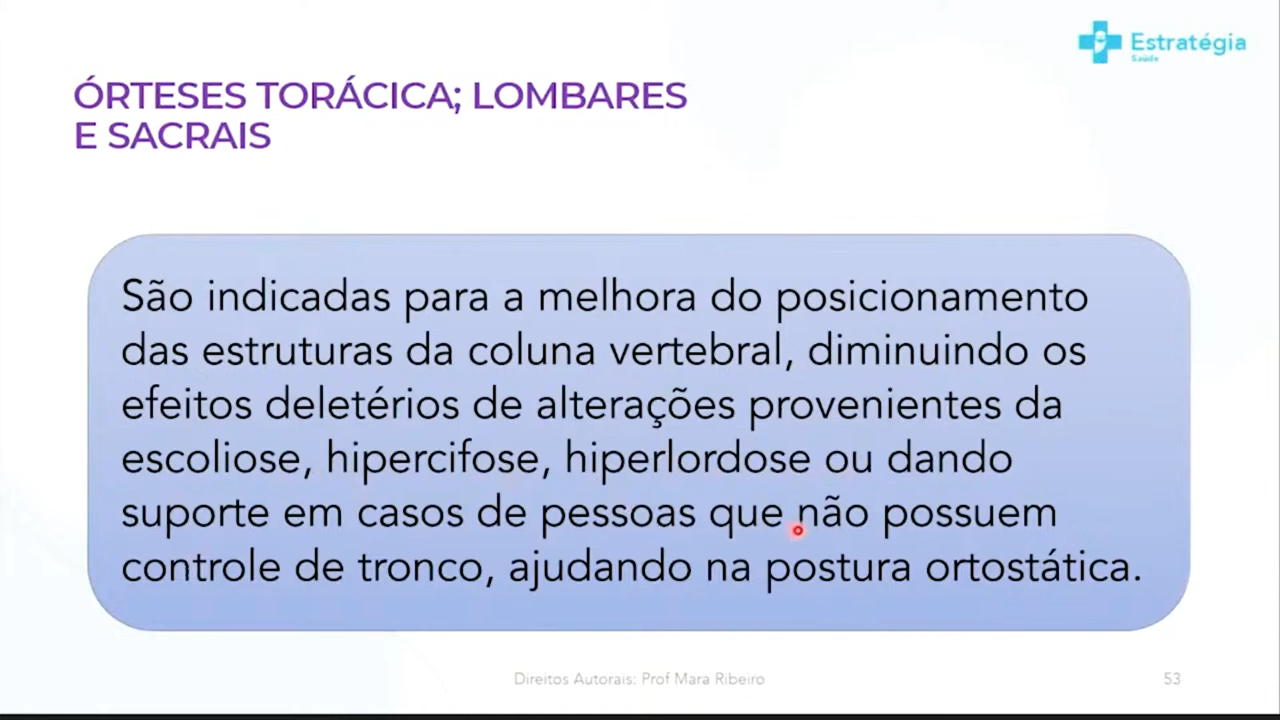 Estratégia
Saúde
ÓRTESES TORÁCICA; LOMBARES
E SACRAIS
São indicadas para a melhora do posicionamento
das estruturas da coluna vertebral, diminuindo os
efeitos deletérios de alterações provenientes da
escoliose, hipercifose, hiperlordose ou dando
suporte em casos de pessoas que não possuem
controle de tronco, ajudando na postura ortostática.
Direitos Autorais: Prof Mara Ribeiro
53